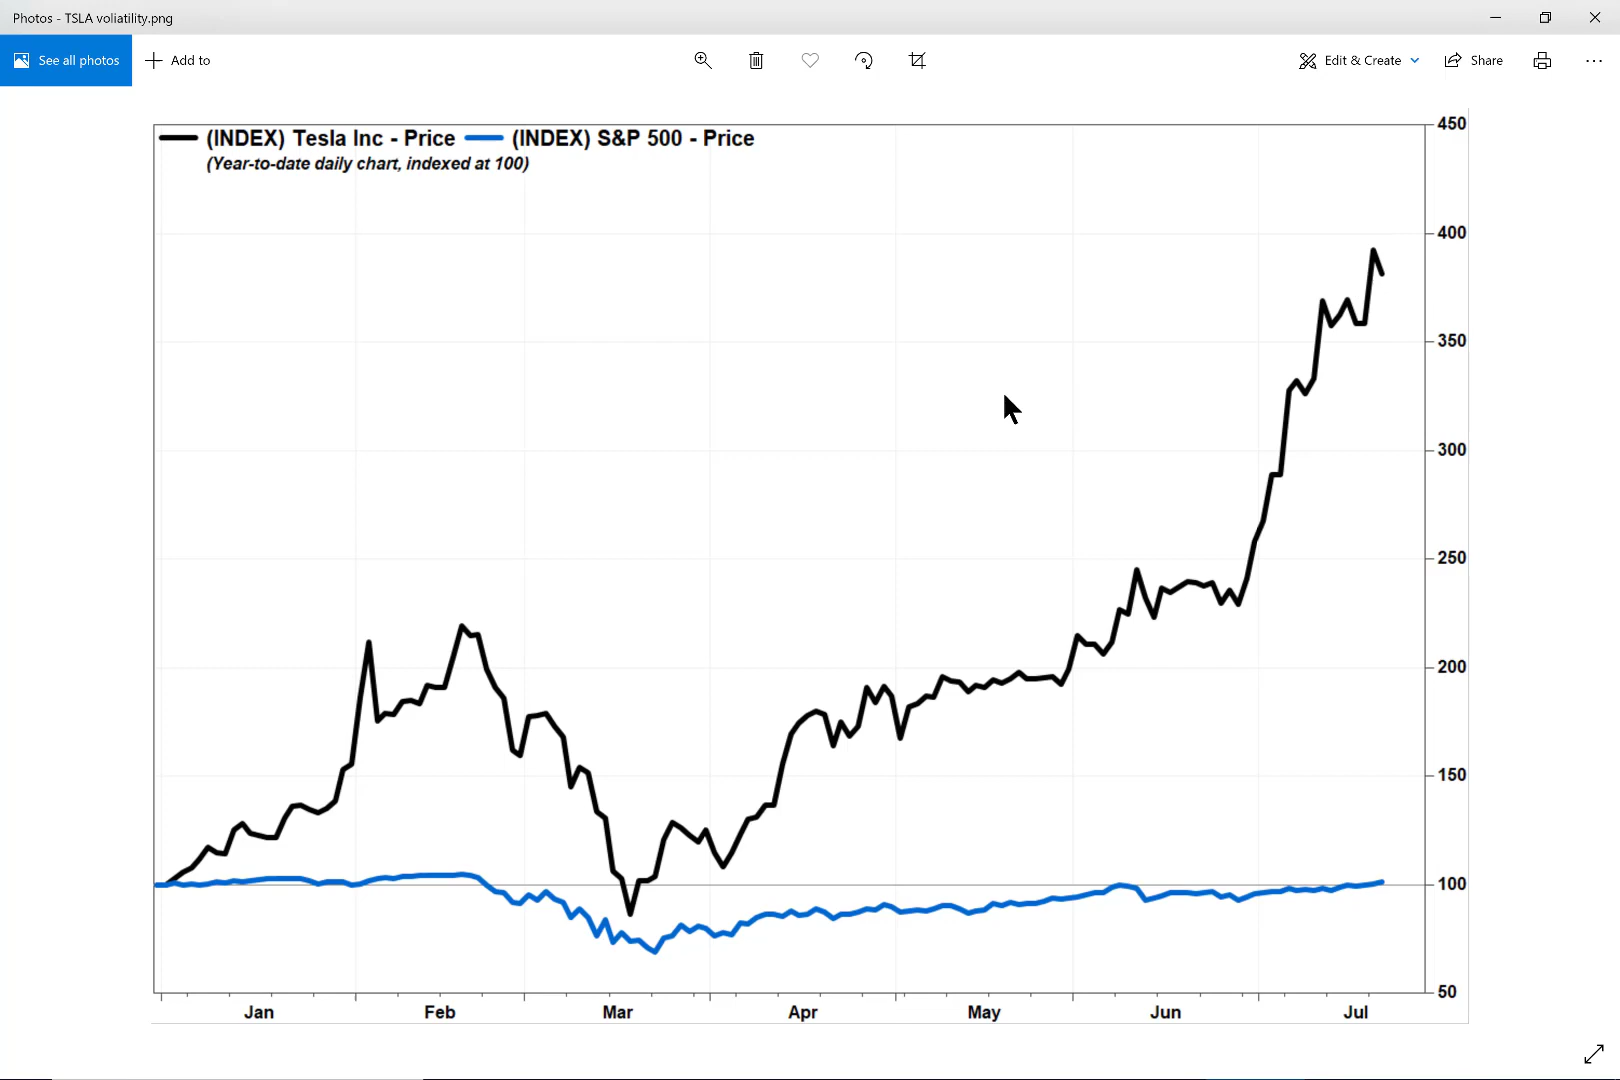 Photos - TSLA voliatility.png
See all photos
Add to
Edit & Create
Share
(INDEX) Tesla Inc - Price (INDEX) S&P 500 - Price
(Year-to-date daily chart, indexed at 100)
450
400
350
300
250
200
150
100
50
Jan Feb Mar Apr May Jun Jul